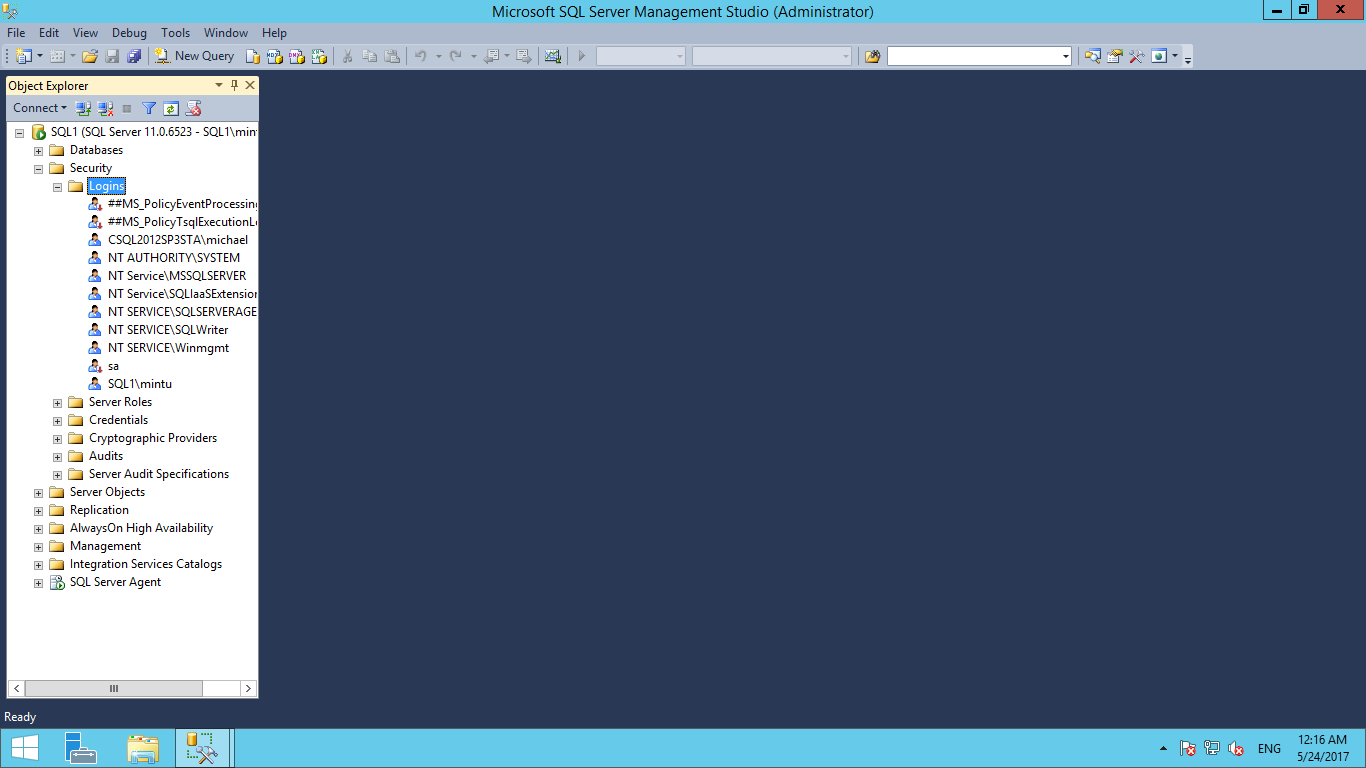 Microsoft SQL Server Management Studio (Administrator)
File Edit View Debug Tools Window Help
New Query
Object Explorer
Connect
SQL1 (SQL Server 11.0.6523 - SQL1\min
Databases
Security
Logins
##MS_PolicyEventProcessing
##MS_PolicyTsqlExecutionLo
CSQL2012SP3STA\michael
NT AUTHORITY\SYSTEM
NT Service\MSSQLSERVER
NT Service\SQLIaaSExtension
NT SERVICE\SQLSERVERAGE
NT SERVICE\SQLWriter
NT SERVICE\Winmgmt
sa
SQL1\mintu
Server Roles
Credentials
Cryptographic Providers
Audits
Server Audit Specifications
Server Objects
Replication
AlwaysOn High Availability
Management
Integration Services Catalogs
SQL Server Agent
Ready
ENG
12:16 AM
5/24/2017